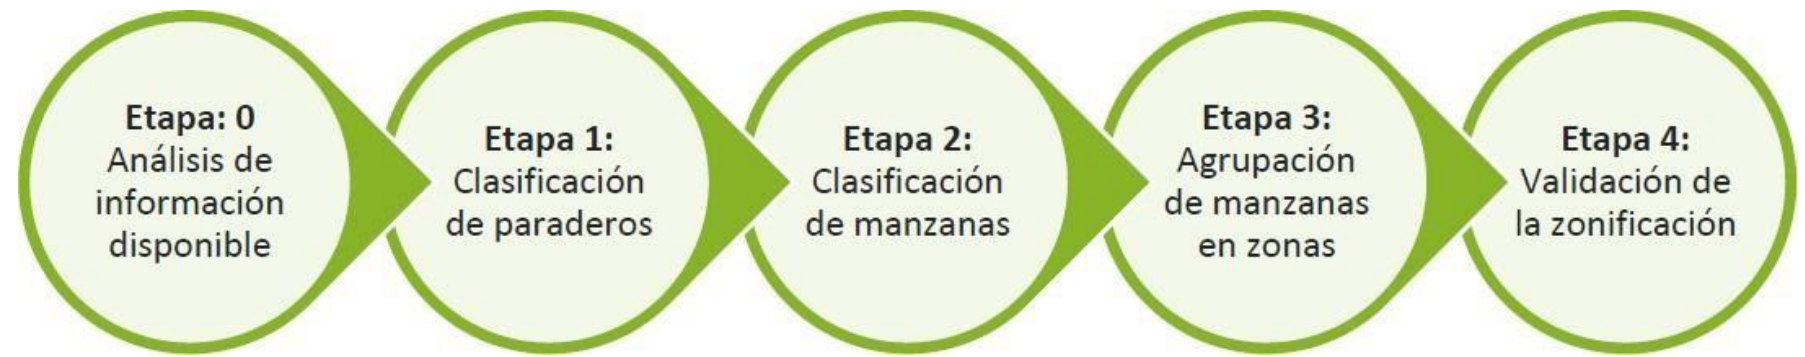 Etapa: 0
Análisis de
información
disponible
Etapa 1:
Clasificación
de paraderos
Etapa 2:
Clasificación
de manzanas
Etapa 3:
Agrupación
de manzanas
en zonas
Etapa 4:
Validación de
la zonificación